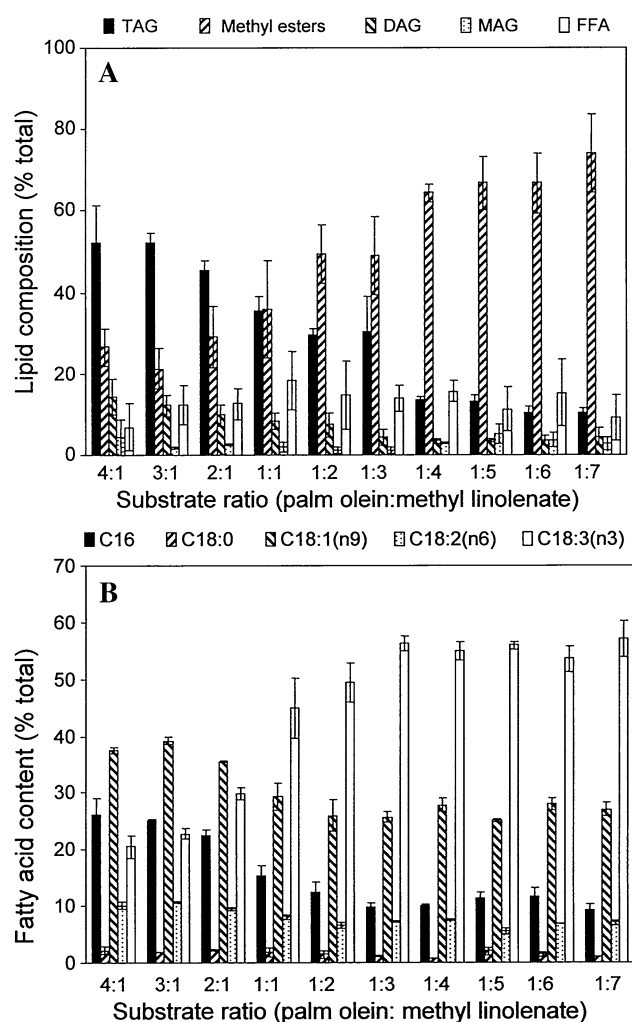 TAG Methyl esters DAG MAG FFA
A
Lipid composition (% total)
100
80
60
40
20
0
4:1 3:1 2:1 1:1 1:2 1:3 1:4 1:5 1:6 1:7
Substrate ratio (palm olein:methyl linolenate)
C16 C18:0 C18:1(n9) C18:2(n6) C18:3(n3)
B
Fatty acid content (% total)
70
60
50
40
30
20
10
0
4:1 3:1 2:1 1:1 1:2 1:3 1:4 1:5 1:6 1:7
Substrate ratio (palm olein: methyl linolenate)